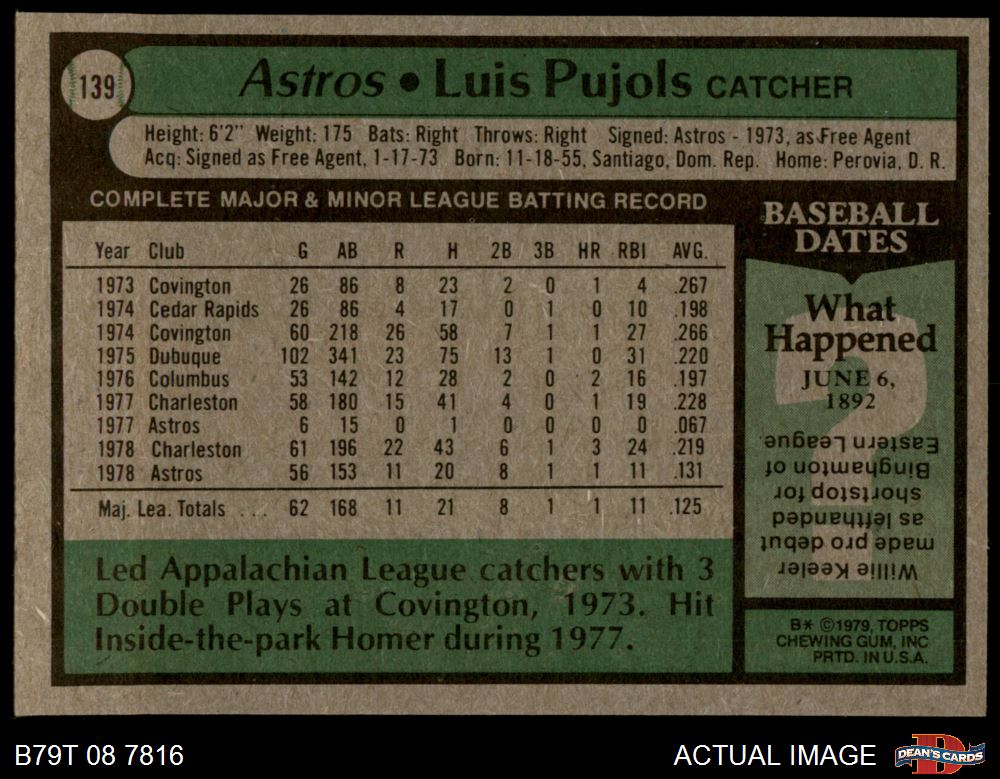 139
Astros • Luis Pujols CATCHER
Height: 6'2" Weight: 175 Bats: Right Throws: Right Signed: Astros - 1973, as Free Agent
Acq: Signed as Free Agent, 1-17-73 Born: 11-18-55, Santiago, Dom. Rep. Home: Perovia, D. R.
COMPLETE MAJOR & MINOR LEAGUE BATTING RECORD
Year Club G AB R H 2B 3B HR RBI AVG.
1973 Covington 26 86 8 23 2 0 1 4 .267
1974 Cedar Rapids 26 86 4 17 0 1 0 10 .198
1974 Covington 60 218 26 58 7 1 1 27 .266
1975 Dubuque 102 341 23 75 13 1 0 31 .220
1976 Columbus 53 142 12 28 2 0 2 16 .197
1977 Charleston 58 180 15 41 4 0 1 19 .228
1977 Astros 6 15 0 1 0 0 0 0 .067
1978 Charleston 61 196 22 43 6 1 3 24 .219
1978 Astros 56 153 11 20 8 1 1 11 .131
Maj. Lea. Totals ... 62 168 11 21 8 1 1 11 .125
Led Appalachian League catchers with 3
Double Plays at Covington, 1973. Hit
Inside-the-park Homer during 1977.
BASEBALL
DATES
What
Happened
JUNE 6,
1892
Willie Keeler
made pro debut
as lefthanded
shortstop for
Binghamton of
Eastern League.
B* ©1979, TOPPS
CHEWING GUM, INC
PRTD. IN U.S.A.
B79T 08 7816
ACTUAL IMAGE
DEAN'S CARDS